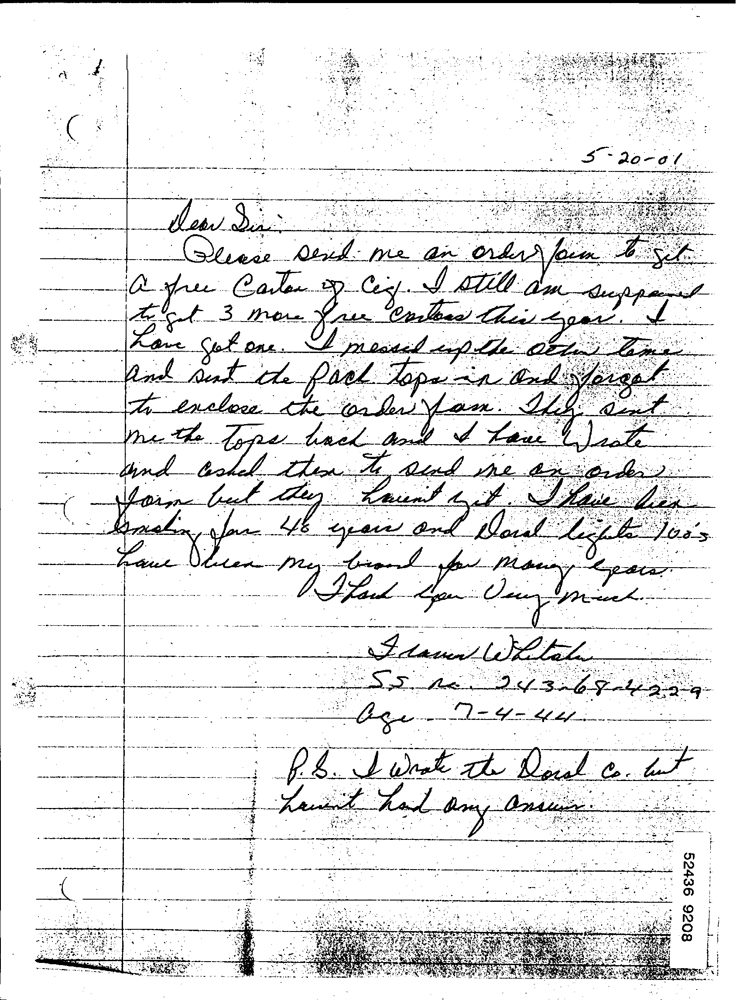 5-20-01
Dear Sir:
Please send me an order form to get
a free Carton of Cig. I still am suppased
to get 3 more free cartons this year. I
have got one. I messed up the other time
and sent the pack tops in and forgot
to enclose the order form. They sent
me the tops back and I have Wrote
and asked them to send me an order
form but they havent yet. I have been
smoking for 40 years and Doral lights 100's
have been my brand for many years.
Thank you Very much.
SS no. 243-68-4229
age - 7-4-44
P.S. I Wrote the Doral Co. but
havent had any answer.
52436 9208